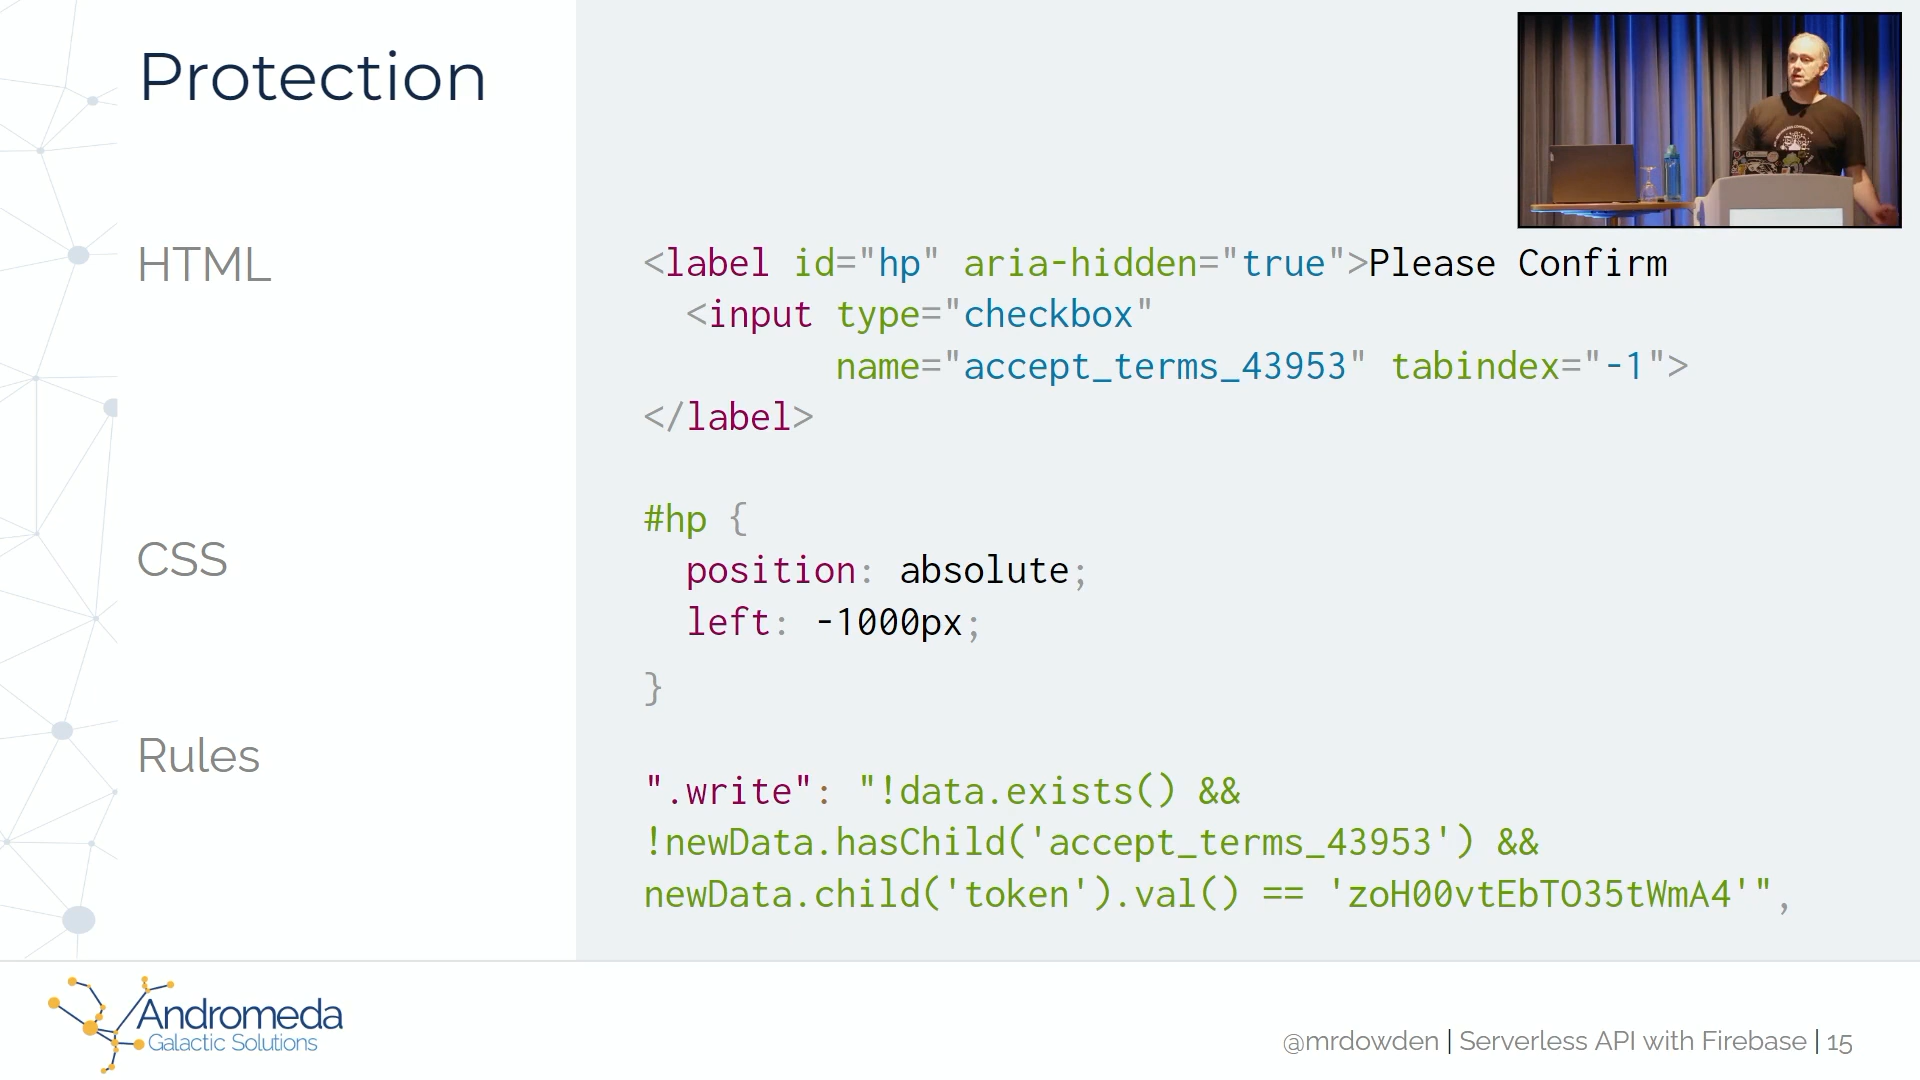 Protection
HTML
<label id="hp" aria-hidden="true">Please Confirm
<input type="checkbox"
name="accept_terms_43953" tabindex="-1">
</label>
CSS
#hp {
position: absolute;
left: -1000px;
}
Rules
".write": "!data.exists() &&
!newData.hasChild('accept_terms_43953') &&
newData.child('token').val() == 'zoH00vtEbTO35tWmA4'",
Andromeda
Galactic Solutions
@mrdowden | Serverless API with Firebase | 15